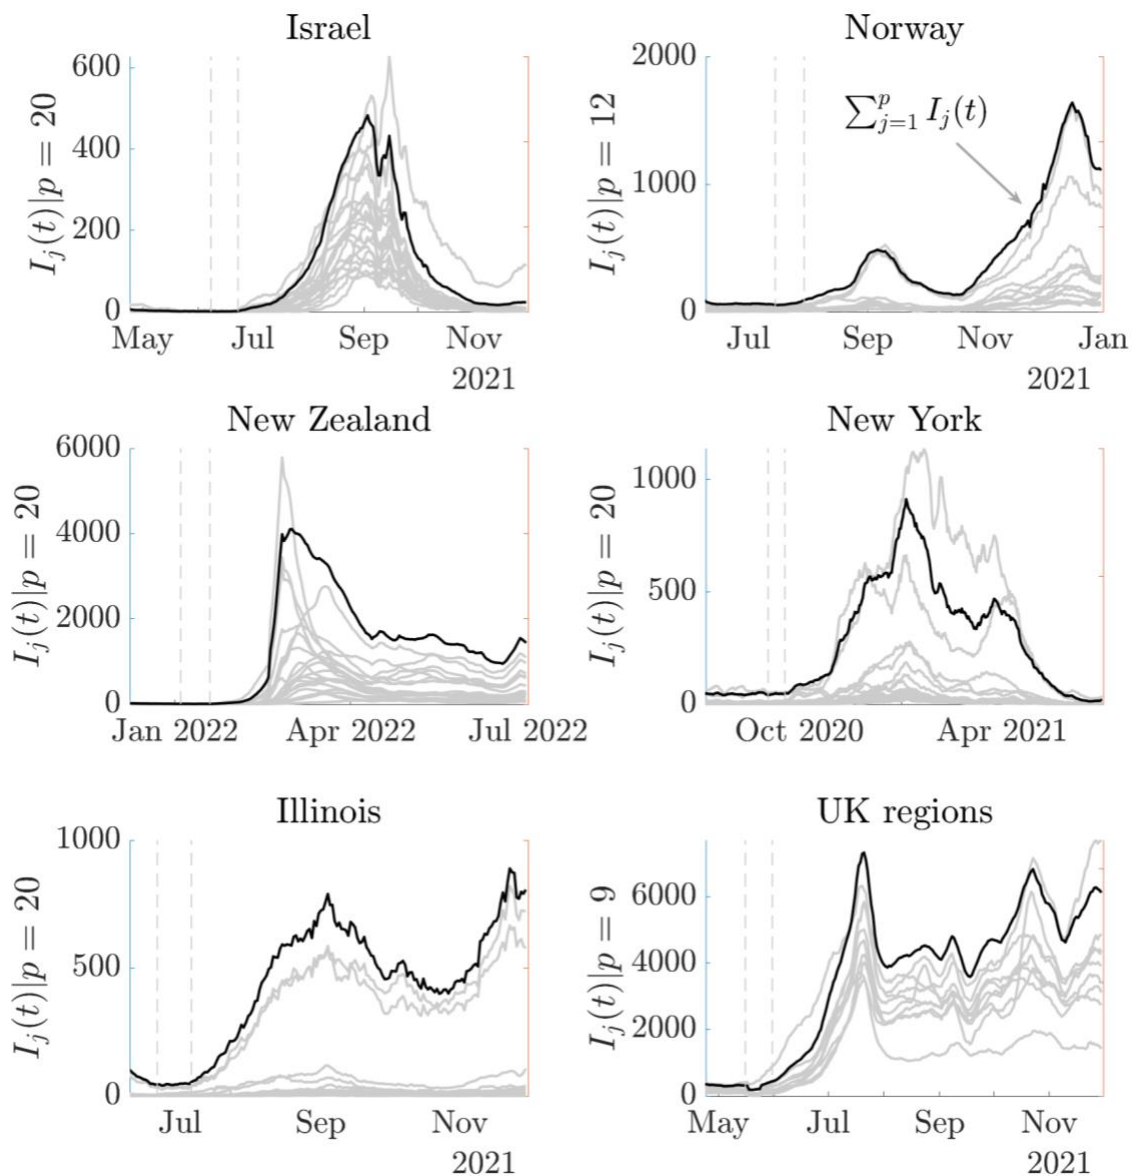 Israel
I_j(t)|p = 20
600
400
200
0
May Jul Sep Nov
2021
Norway
I_j(t)|p = 12
2000
1000
0
∑_{j=1}^{p} I_j(t)
Jul Sep Nov Jan
2021
New Zealand
I_j(t)|p = 20
6000
4000
2000
0
Jan 2022 Apr 2022 Jul 2022
New York
I_j(t)|p = 20
1000
500
0
Oct 2020 Apr 2021
Illinois
I_j(t)|p = 20
1000
500
0
Jul Sep Nov
2021
UK regions
I_j(t)|p = 9
6000
4000
2000
0
May Jul Sep Nov
2021